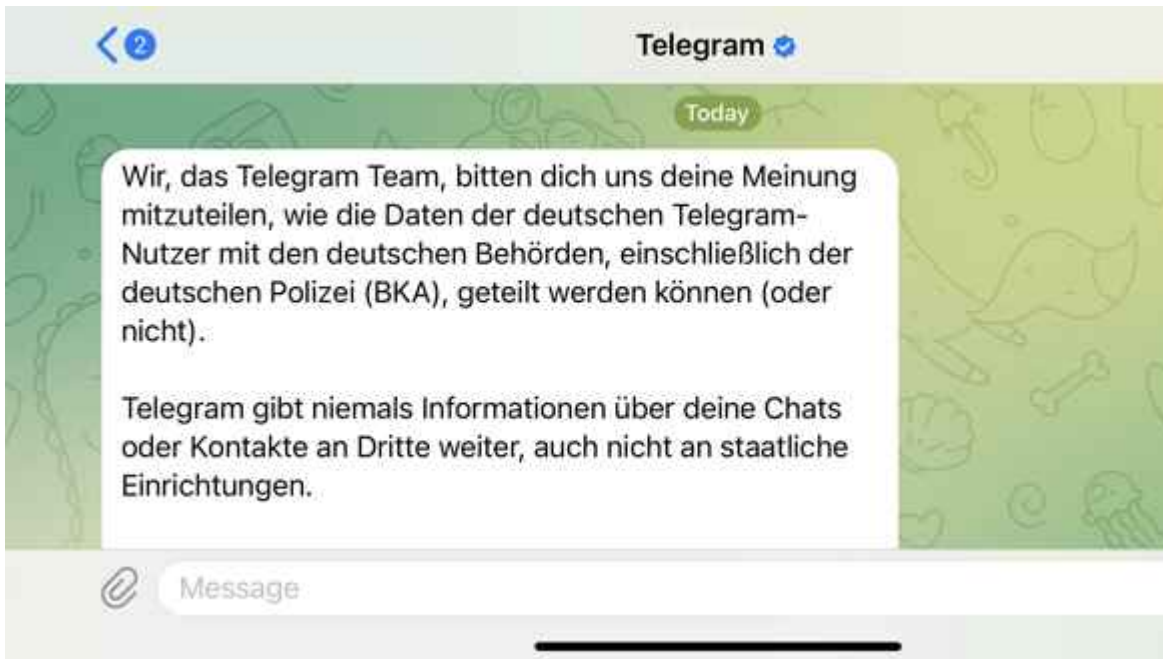 2
Telegram
Today
Wir, das Telegram Team, bitten dich uns deine Meinung
mitzuteilen, wie die Daten der deutschen Telegram-
Nutzer mit den deutschen Behörden, einschließlich der
deutschen Polizei (BKA), geteilt werden können (oder
nicht).
Telegram gibt niemals Informationen über deine Chats
oder Kontakte an Dritte weiter, auch nicht an staatliche
Einrichtungen.
Message